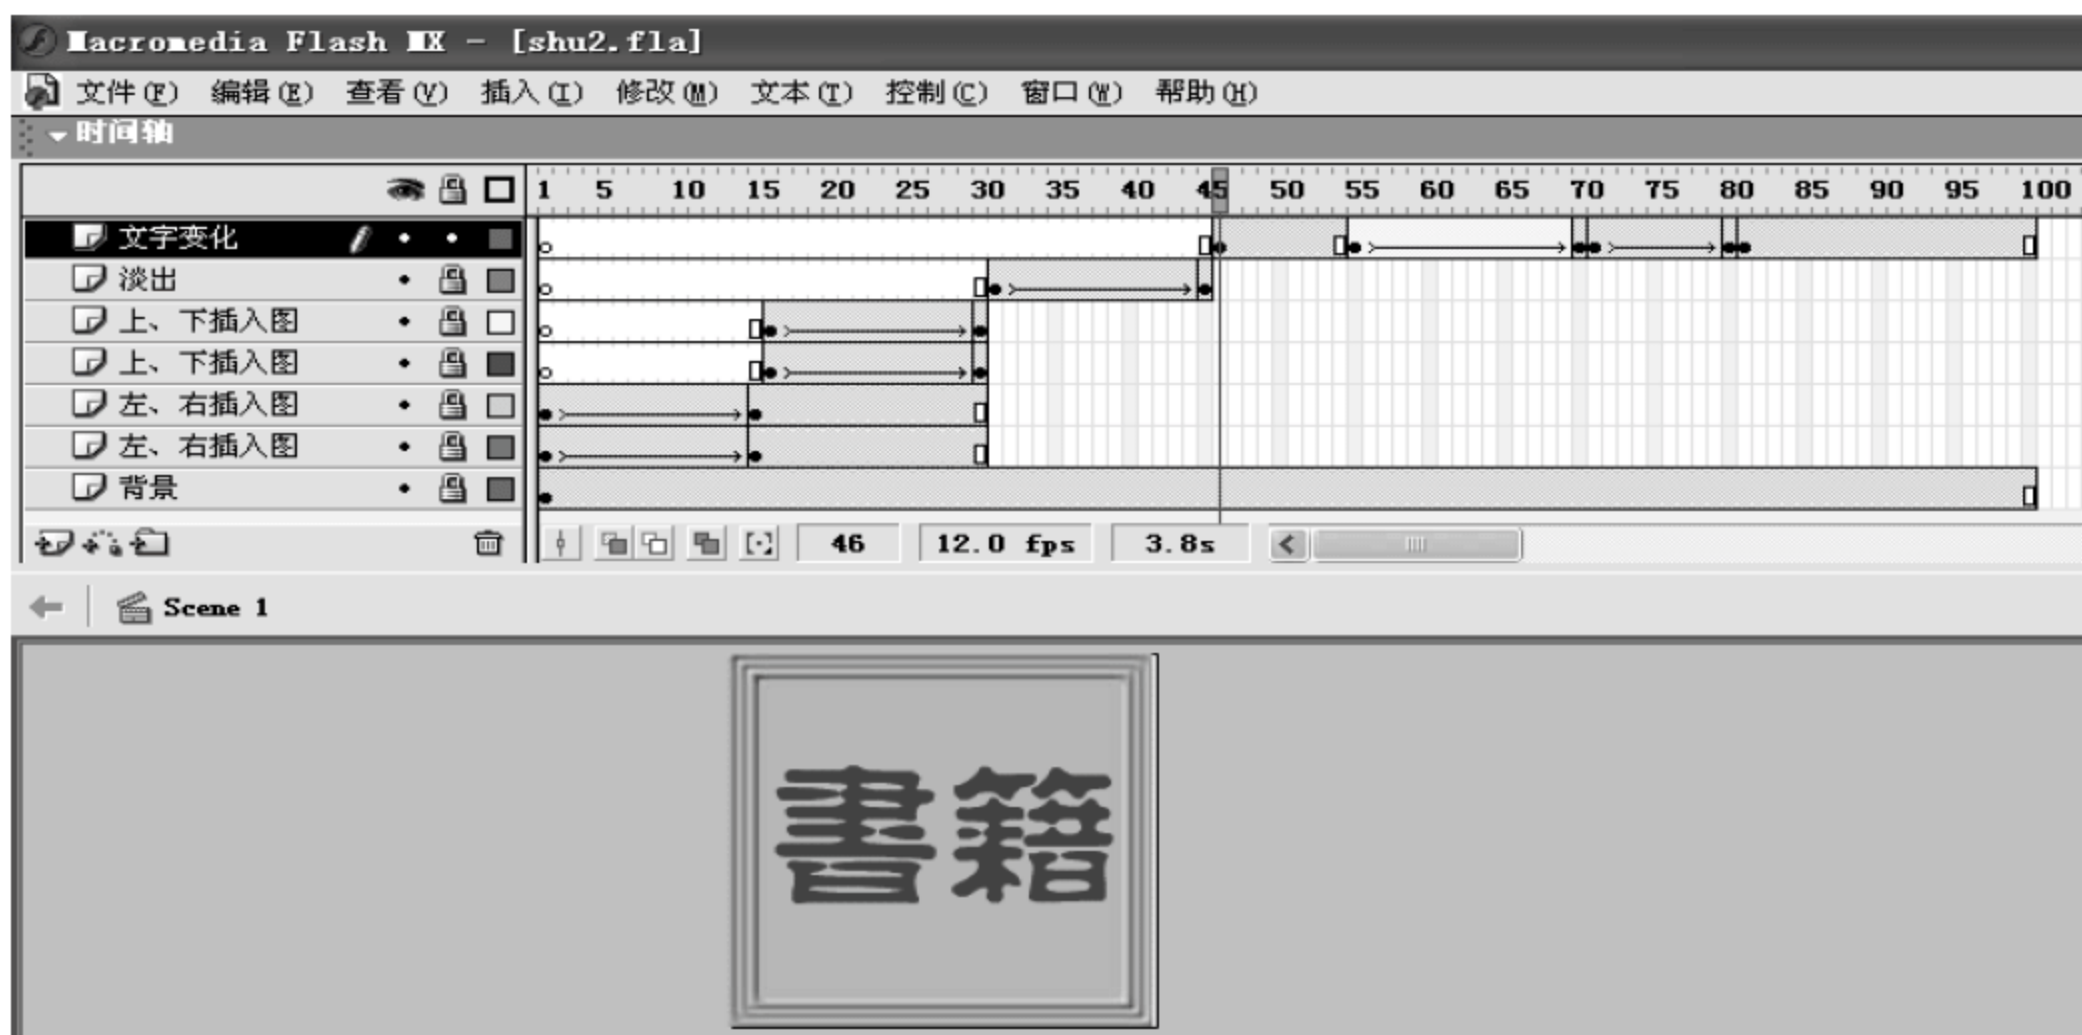 Macromedia Flash MX - [shu2.fla]
文件(F) 编辑(E) 查看(V) 插入(I) 修改(M) 文本(T) 控制(C) 窗口(W) 帮助(H)
时间轴
1 5 10 15 20 25 30 35 40 45 50 55 60 65 70 75 80 85 90 95 100
文字变化
淡出
上、下插入图
上、下插入图
左、右插入图
左、右插入图
背景
46 12.0 fps 3.8s
Scene 1
書籍